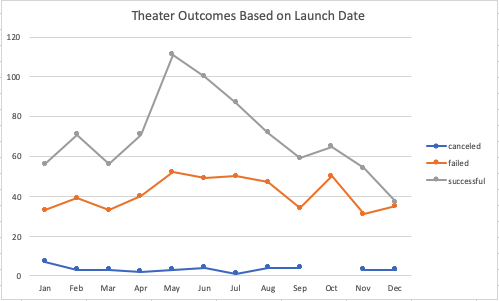 Theater Outcomes Based on Launch Date
120
100
80
60
40
20
0
Jan Feb Mar Apr May Jun Jul Aug Sep Oct Nov Dec
canceled
failed
successful